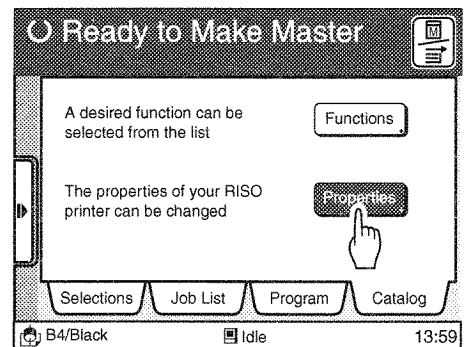 Ready to Make Master
M
A desired function can be
selected from the list
Functions
The properties of your RISO
printer can be changed
Properties
Selections
Job List
Program
Catalog
B4/Black
Idle
13:59